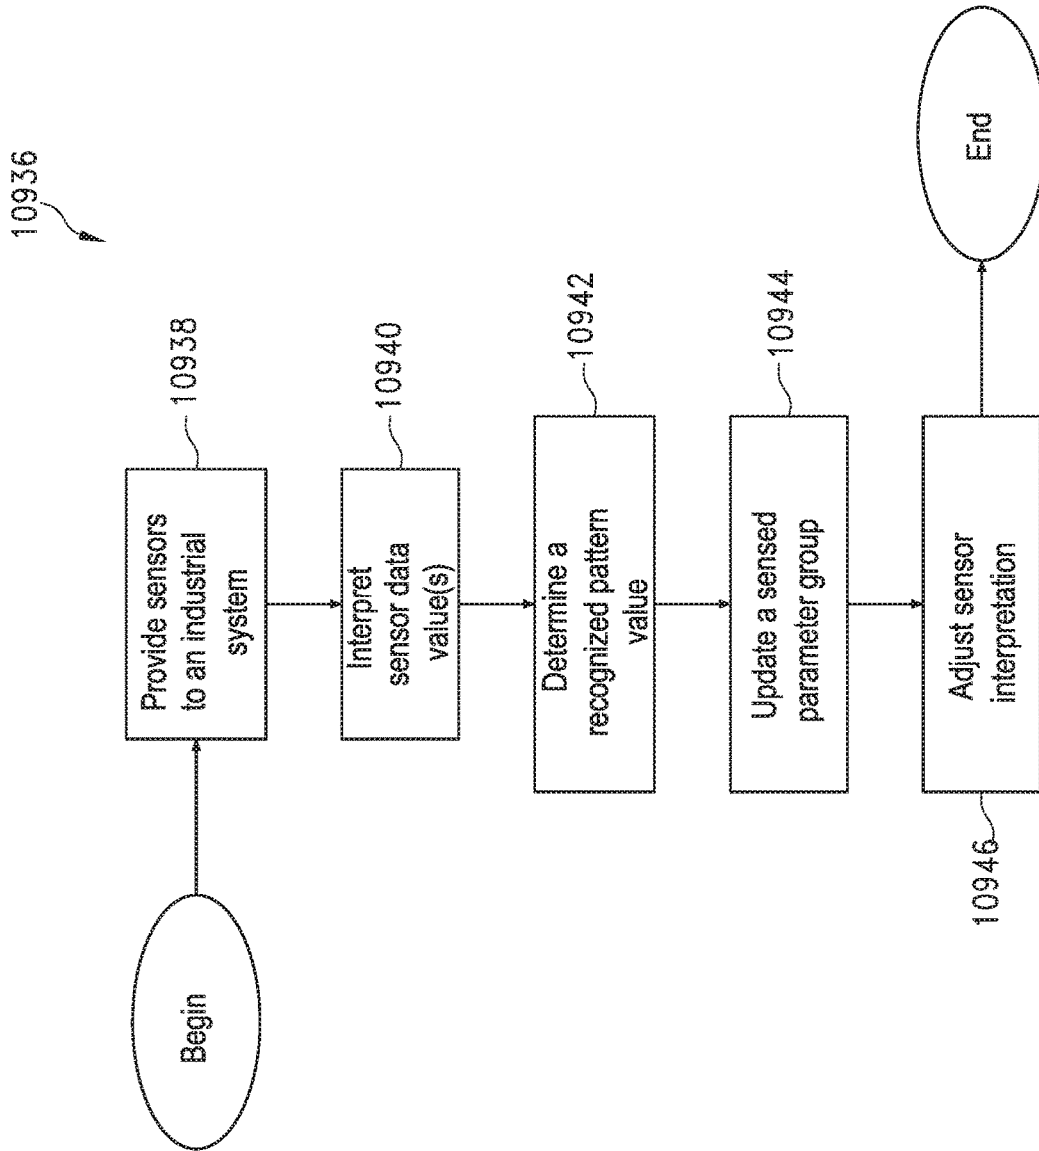 10936
Begin
Provide sensors
to an industrial
system
10938
Interpret
sensor data
value(s)
10940
Determine a
recognized pattern
value
10942
Update a sensed
parameter group
10944
Adjust sensor
interpretation
10946
End